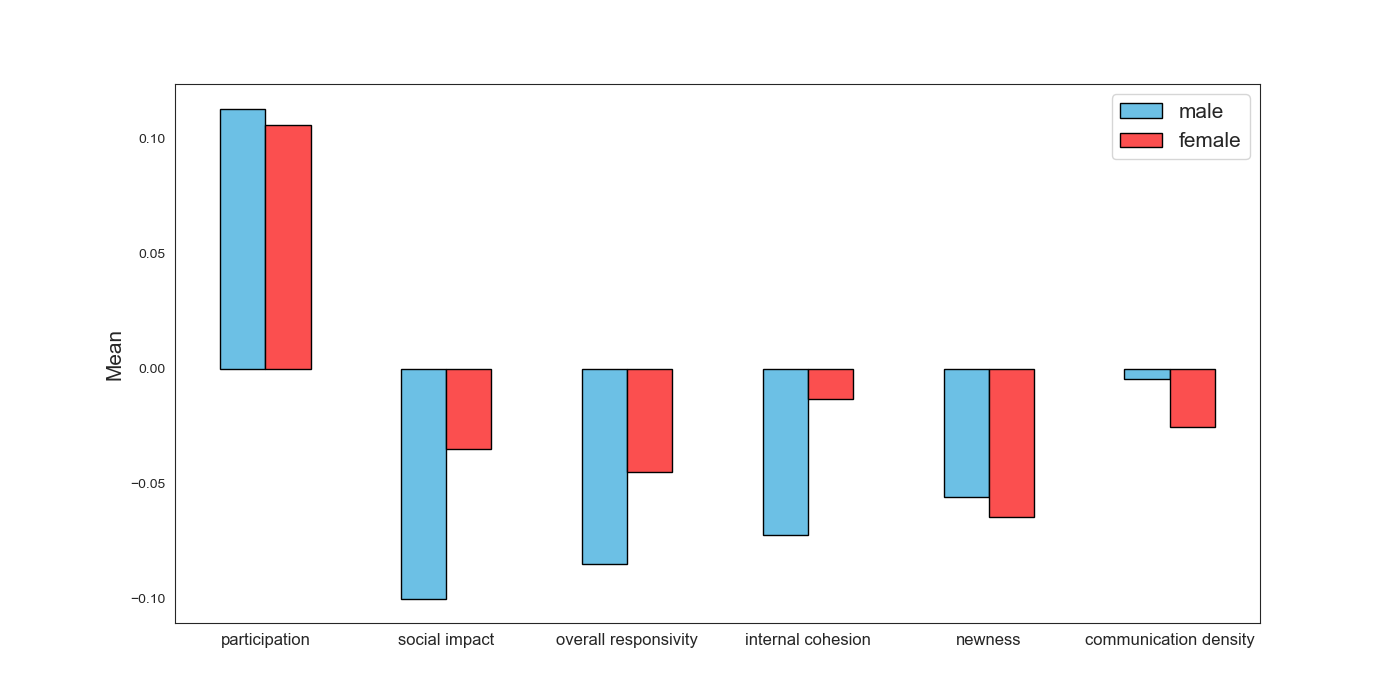 male
female
0.10
0.05
0.00
−0.05
−0.10
Mean
participation
social impact
overall responsivity
internal cohesion
newness
communication density